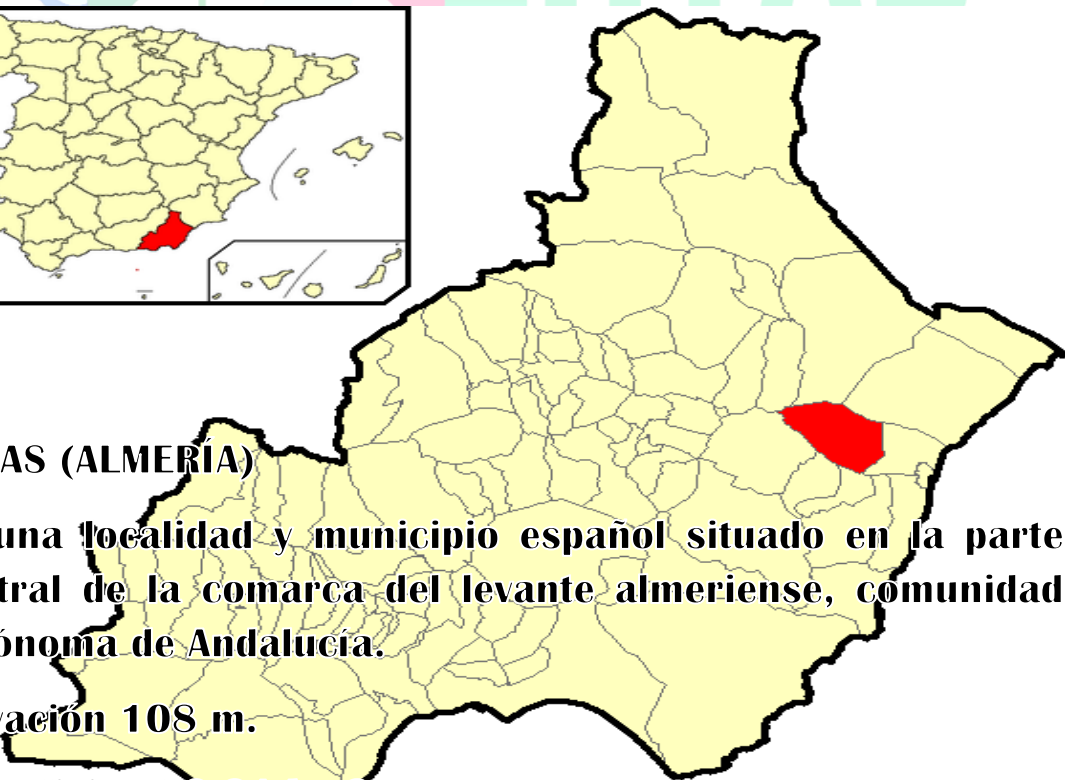 AS (ALMERÍA)
una localidad y municipio español situado en la parte
tral de la comarca del levante almeriense, comunidad
ónoma de Andalucía.
vación 108 m.